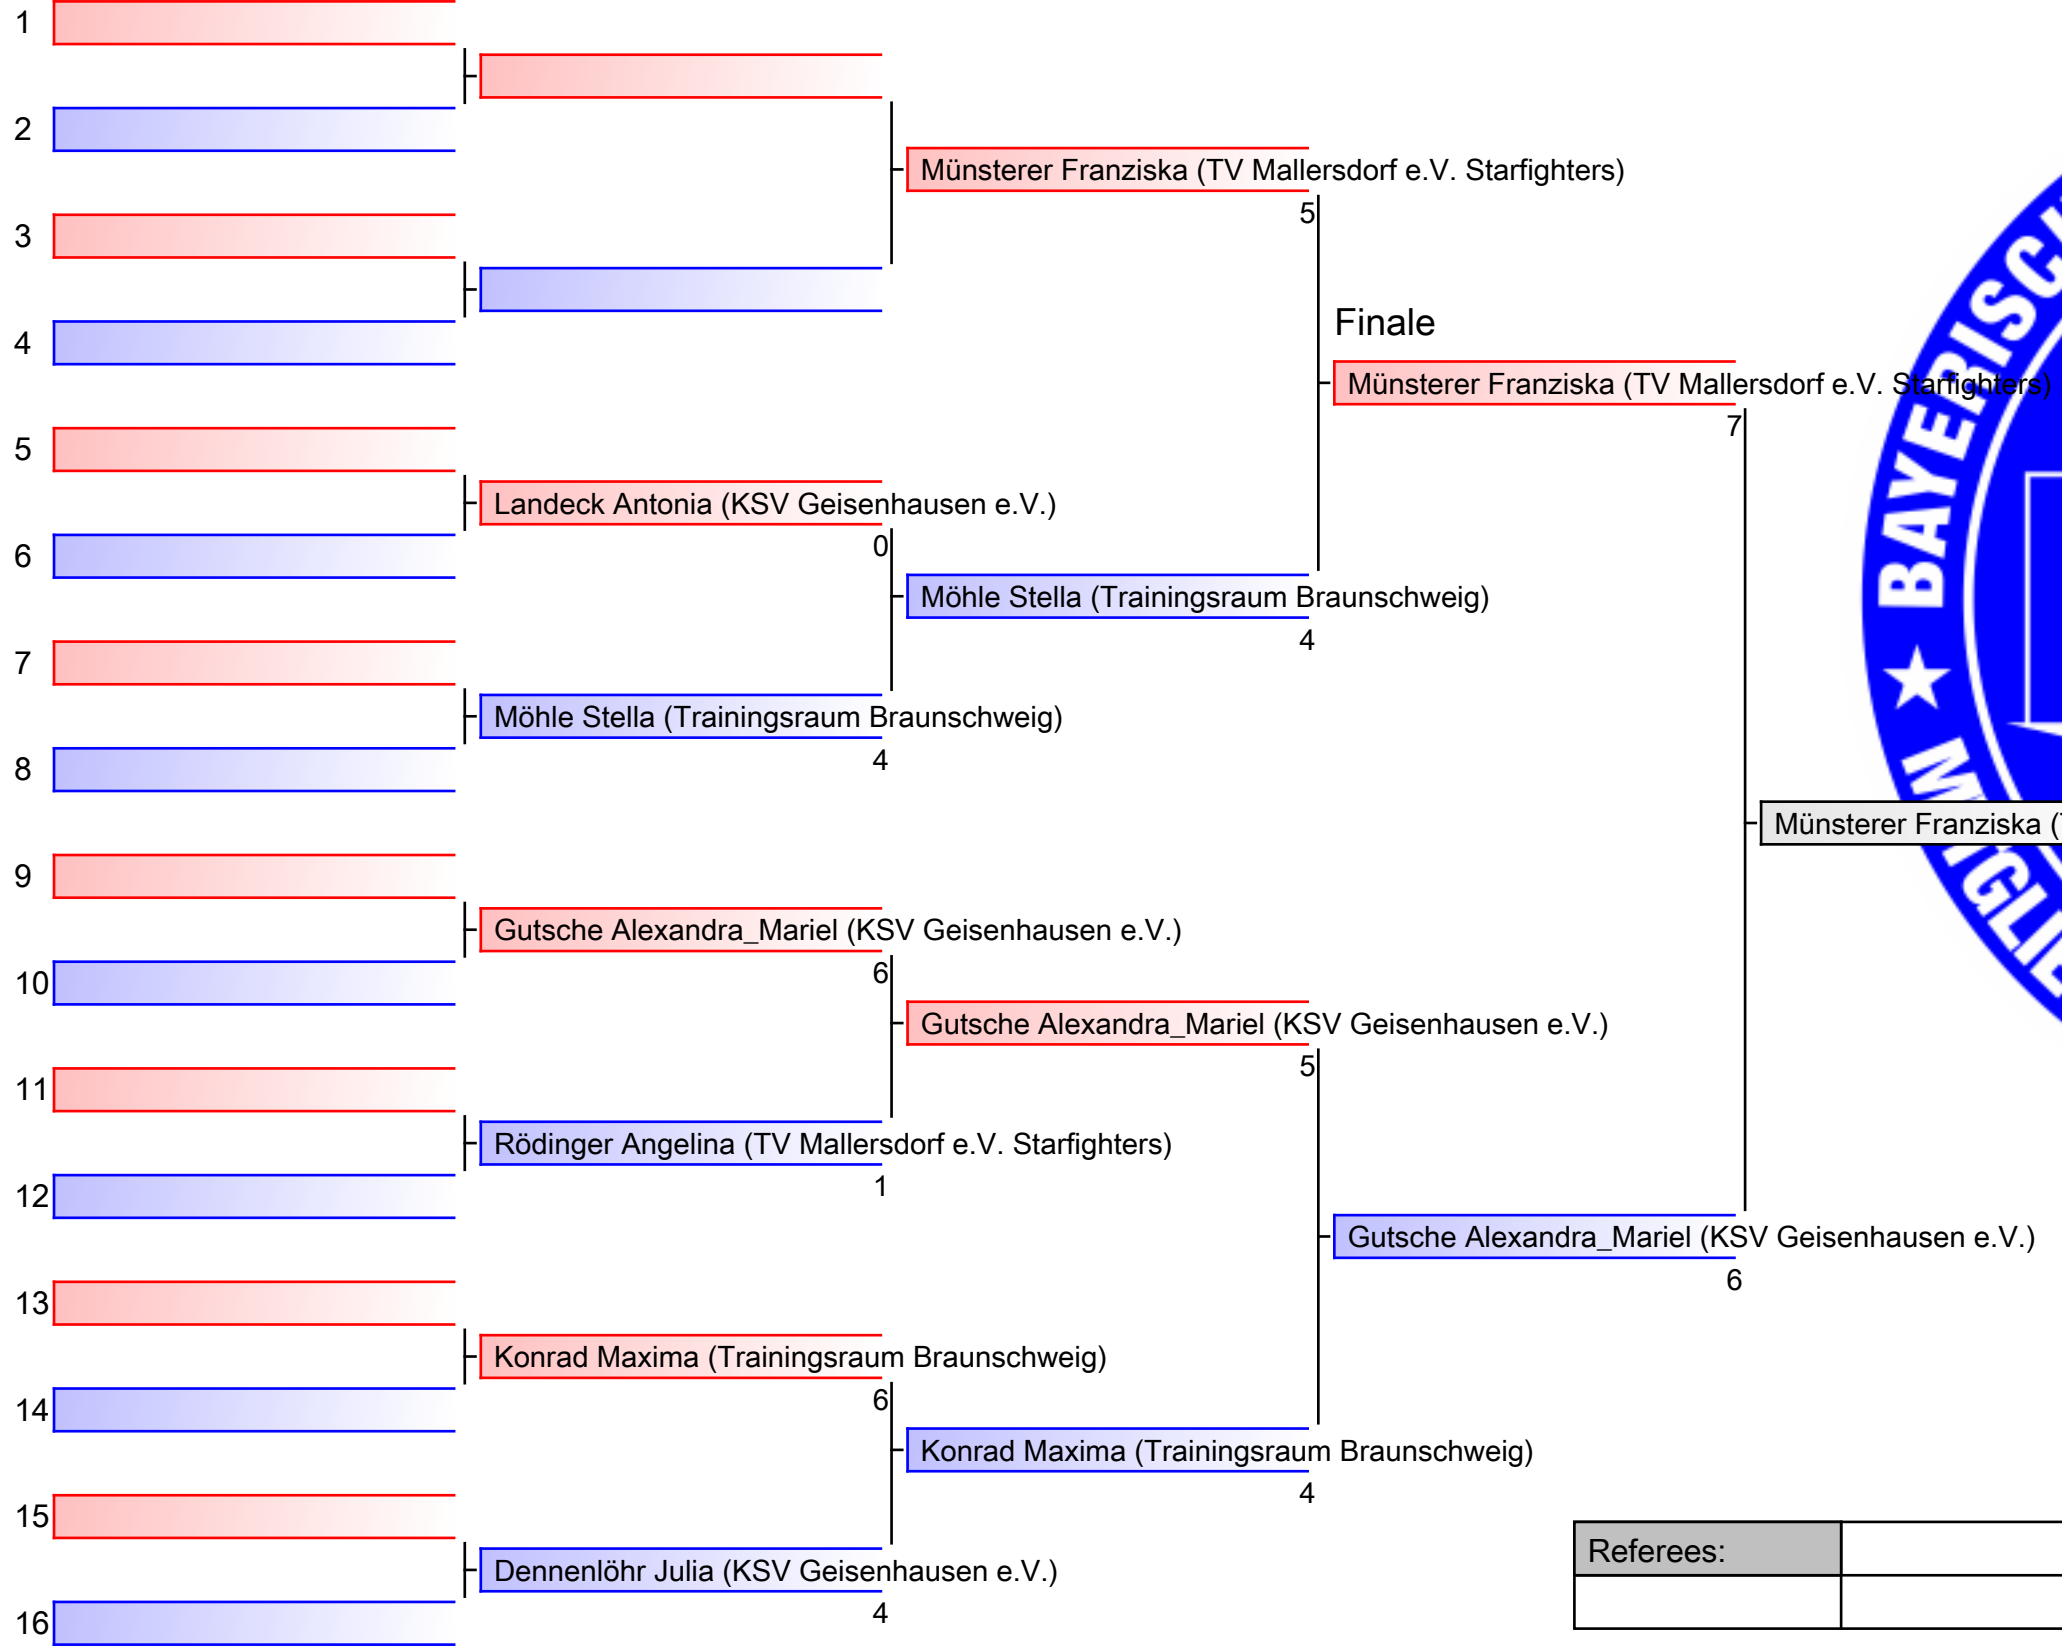 1
2
Münsterer Franziska (TV Mallersdorf e.V. Starfighters)
5
3
Finale
4
Münsterer Franziska (TV Mallersdorf e.V. Starfighters)
7
5
Landeck Antonia (KSV Geisenhausen e.V.)
0
6
Möhle Stella (Trainingsraum Braunschweig)
4
7
Möhle Stella (Trainingsraum Braunschweig)
4
8
BAYERISCH
Münsterer Franziska (
9
Gutsche Alexandra_Mariel (KSV Geisenhausen e.V.)
6
10
Gutsche Alexandra_Mariel (KSV Geisenhausen e.V.)
5
11
Rödinger Angelina (TV Mallersdorf e.V. Starfighters)
1
12
Gutsche Alexandra_Mariel (KSV Geisenhausen e.V.)
6
13
Konrad Maxima (Trainingsraum Braunschweig)
6
14
Konrad Maxima (Trainingsraum Braunschweig)
4
15
Referees:
Dennenlöhr Julia (KSV Geisenhausen e.V.)
4
16